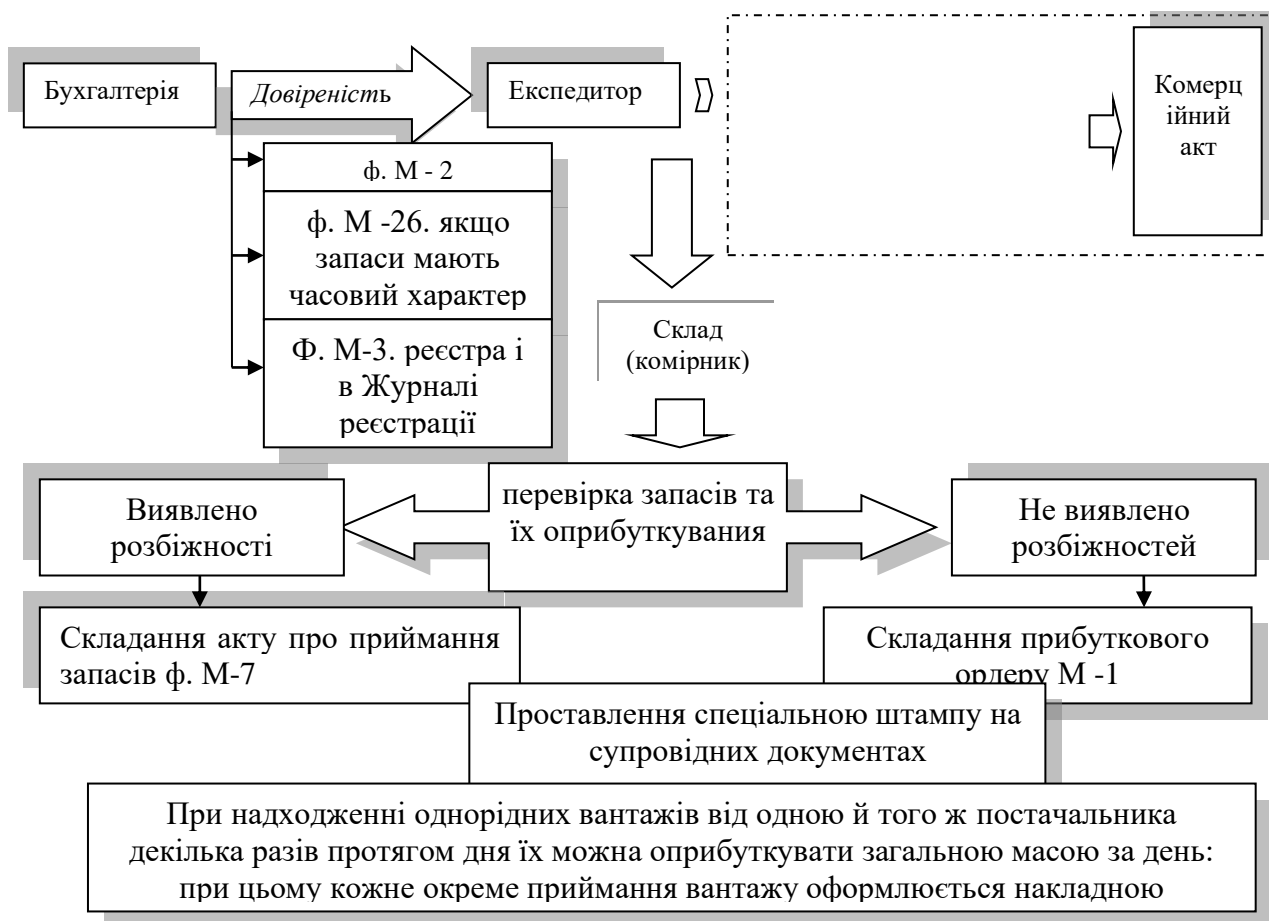 Бухгалтерія
Довіреність
Експедитор
Комерц
ійний
акт
ф. М - 2
ф. М -26. якщо
запаси мають
часовий характер
Ф. М-3. реєстра і
в Журналі
реєстрації
Склад
(комірник)
перевірка запасів та
їх оприбуткування
Виявлено
розбіжності
Не виявлено
розбіжностей
Складання акту про приймання
запасів ф. М-7
Складання прибуткового
ордеру М -1
Проставлення спеціальною штампу на
супровідних документах
При надходженні однорідних вантажів від одною й того ж постачальника
декілька разів протягом дня їх можна оприбуткувати загальною масою за день:
при цьому кожне окреме приймання вантажу оформлюється накладною